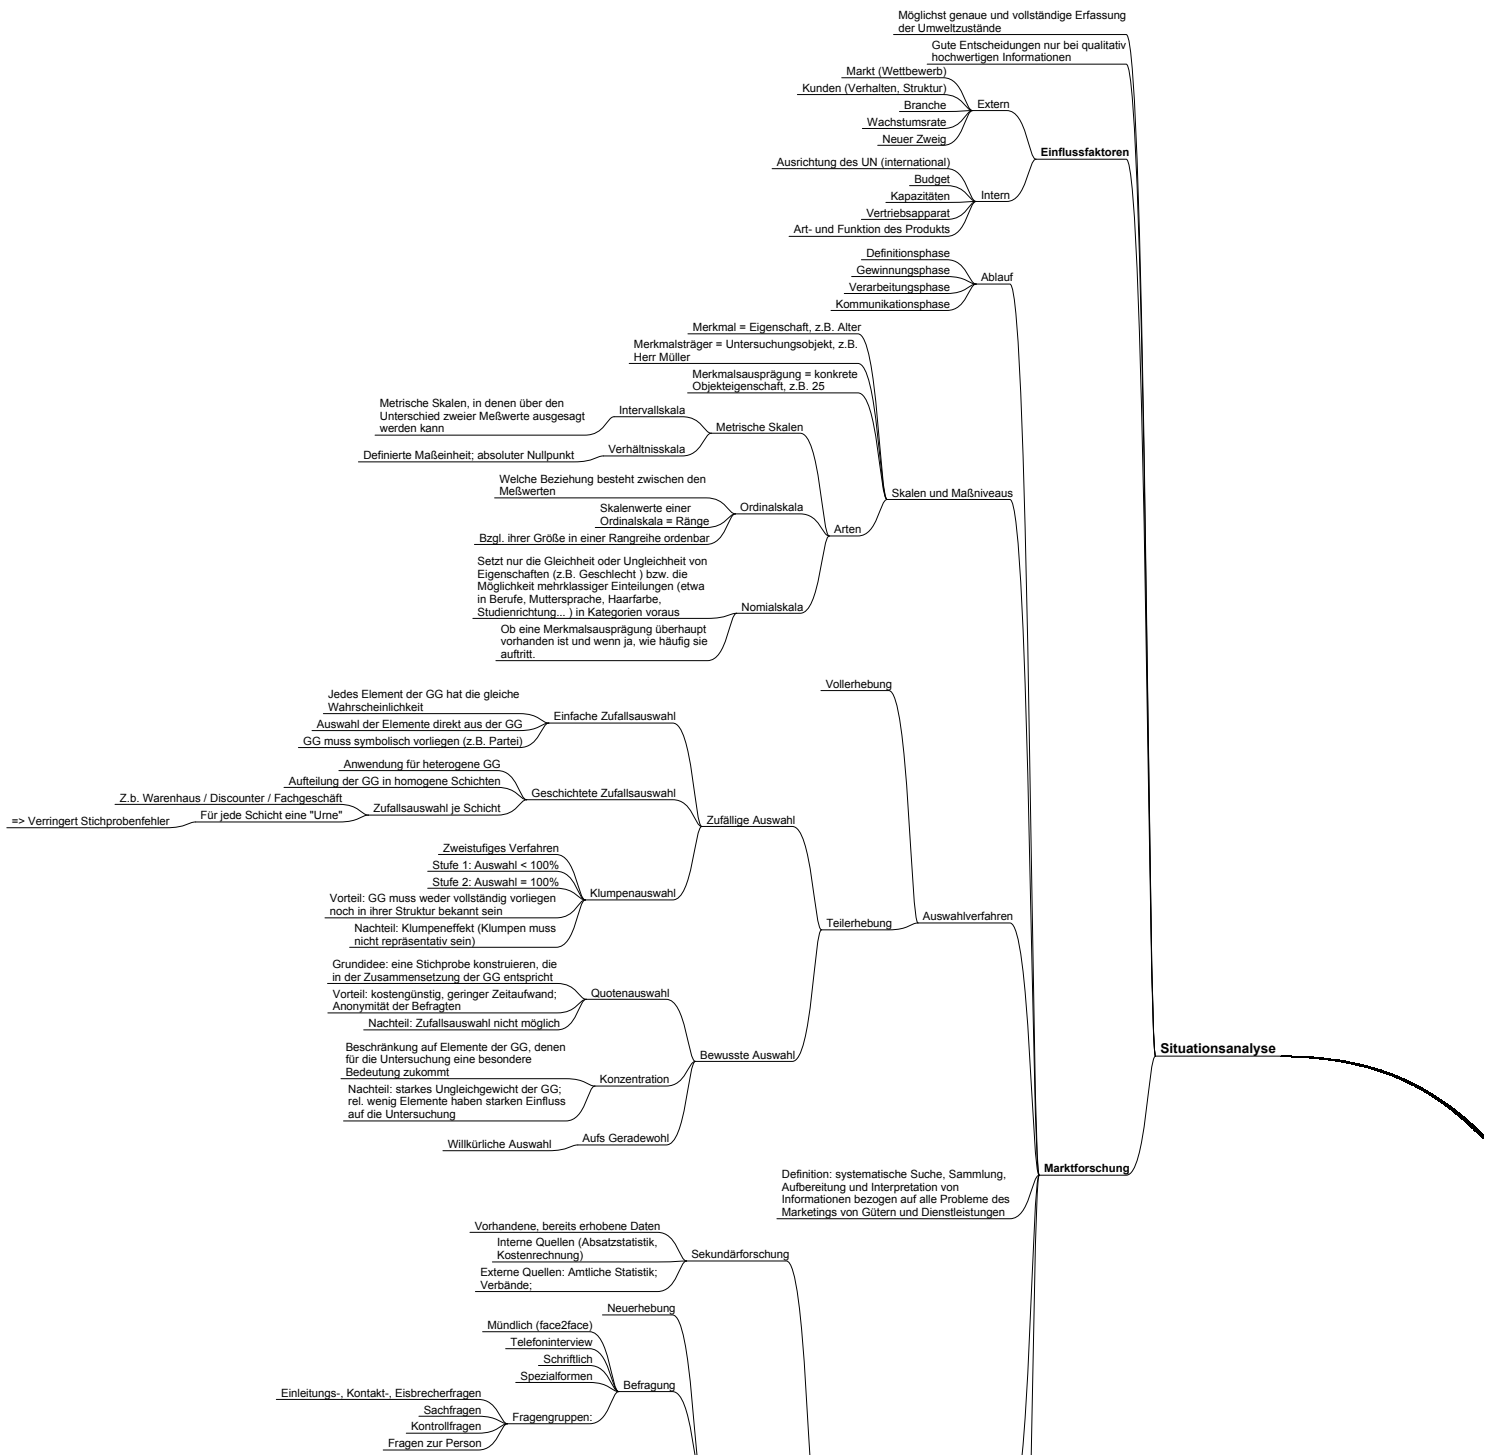 Möglichst genaue und vollständige Erfassung
der Umweltzustände
Gute Entscheidungen nur bei qualitativ
hochwertigen Informationen
Markt (Wettbewerb)
Kunden (Verhalten, Struktur)
Branche
Wachstumsrate
Neuer Zweig
Extern
Ausrichtung des UN (international)
Budget
Kapazitäten
Vertriebsapparat
Art- und Funktion des Produkts
Intern
Einflussfaktoren
Definitionsphase
Gewinnungsphase
Verarbeitungsphase
Kommunikationsphase
Ablauf
Merkmal = Eigenschaft, z.B. Alter
Merkmalsträger = Untersuchungsobjekt, z.B.
Herr Müller
Merkmalsausprägung = konkrete
Objekteigenschaft, z.B. 25
Metrische Skalen, in denen über den
Unterschied zweier Meßwerte ausgesagt
werden kann
Intervallskala
Definierte Maßeinheit; absoluter Nullpunkt
Verhältnisskala
Metrische Skalen
Welche Beziehung besteht zwischen den
Meßwerten
Skalenwerte einer
Ordinalskala = Ränge
Bzgl. ihrer Größe in einer Rangreihe ordenbar
Ordinalskala
Setzt nur die Gleichheit oder Ungleichheit von
Eigenschaften (z.B. Geschlecht ) bzw. die
Möglichkeit mehrklassiger Einteilungen (etwa
in Berufe, Muttersprache, Haarfarbe,
Studienrichtung... ) in Kategorien voraus
Ob eine Merkmalsausprägung überhaupt
vorhanden ist und wenn ja, wie häufig sie
auftritt.
Nomialskala
Arten
Skalen und Maßniveaus
Vollerhebung
Jedes Element der GG hat die gleiche
Wahrscheinlichkeit
Auswahl der Elemente direkt aus der GG
GG muss symbolisch vorliegen (z.B. Partei)
Einfache Zufallsauswahl
Anwendung für heterogene GG
Aufteilung der GG in homogene Schichten
Z.b. Warenhaus / Discounter / Fachgeschäft
=> Verringert Stichprobenfehler
Für jede Schicht eine "Urne"
Zufallsauswahl je Schicht
Geschichtete Zufallsauswahl
Zweistufiges Verfahren
Stufe 1: Auswahl < 100%
Stufe 2: Auswahl = 100%
Vorteil: GG muss weder vollständig vorliegen
noch in ihrer Struktur bekannt sein
Nachteil: Klumpeneffekt (Klumpen muss
nicht repräsentativ sein)
Klumpenauswahl
Zufällige Auswahl
Grundidee: eine Stichprobe konstruieren, die
in der Zusammensetzung der GG entspricht
Vorteil: kostengünstig, geringer Zeitaufwand;
Anonymität der Befragten
Nachteil: Zufallsauswahl nicht möglich
Quotenauswahl
Beschränkung auf Elemente der GG, denen
für die Untersuchung eine besondere
Bedeutung zukommt
Nachteil: starkes Ungleichgewicht der GG;
rel. wenig Elemente haben starken Einfluss
auf die Untersuchung
Konzentration
Willkürliche Auswahl
Aufs Geradewohl
Bewusste Auswahl
Teilerhebung
Auswahlverfahren
Situationsanalyse
Marktforschung
Definition: systematische Suche, Sammlung,
Aufbereitung und Interpretation von
Informationen bezogen auf alle Probleme des
Marketings von Gütern und Dienstleistungen
Vorhandene, bereits erhobene Daten
Interne Quellen (Absatzstatistik,
Kostenrechnung)
Externe Quellen: Amtliche Statistik;
Verbände;
Sekundärforschung
Neuerhebung
Mündlich (face2face)
Telefoninterview
Schriftlich
Spezialformen
Einleitungs-, Kontakt-, Eisbrecherfragen
Sachfragen
Kontrollfragen
Fragen zur Person
Fragengruppen:
Befragung